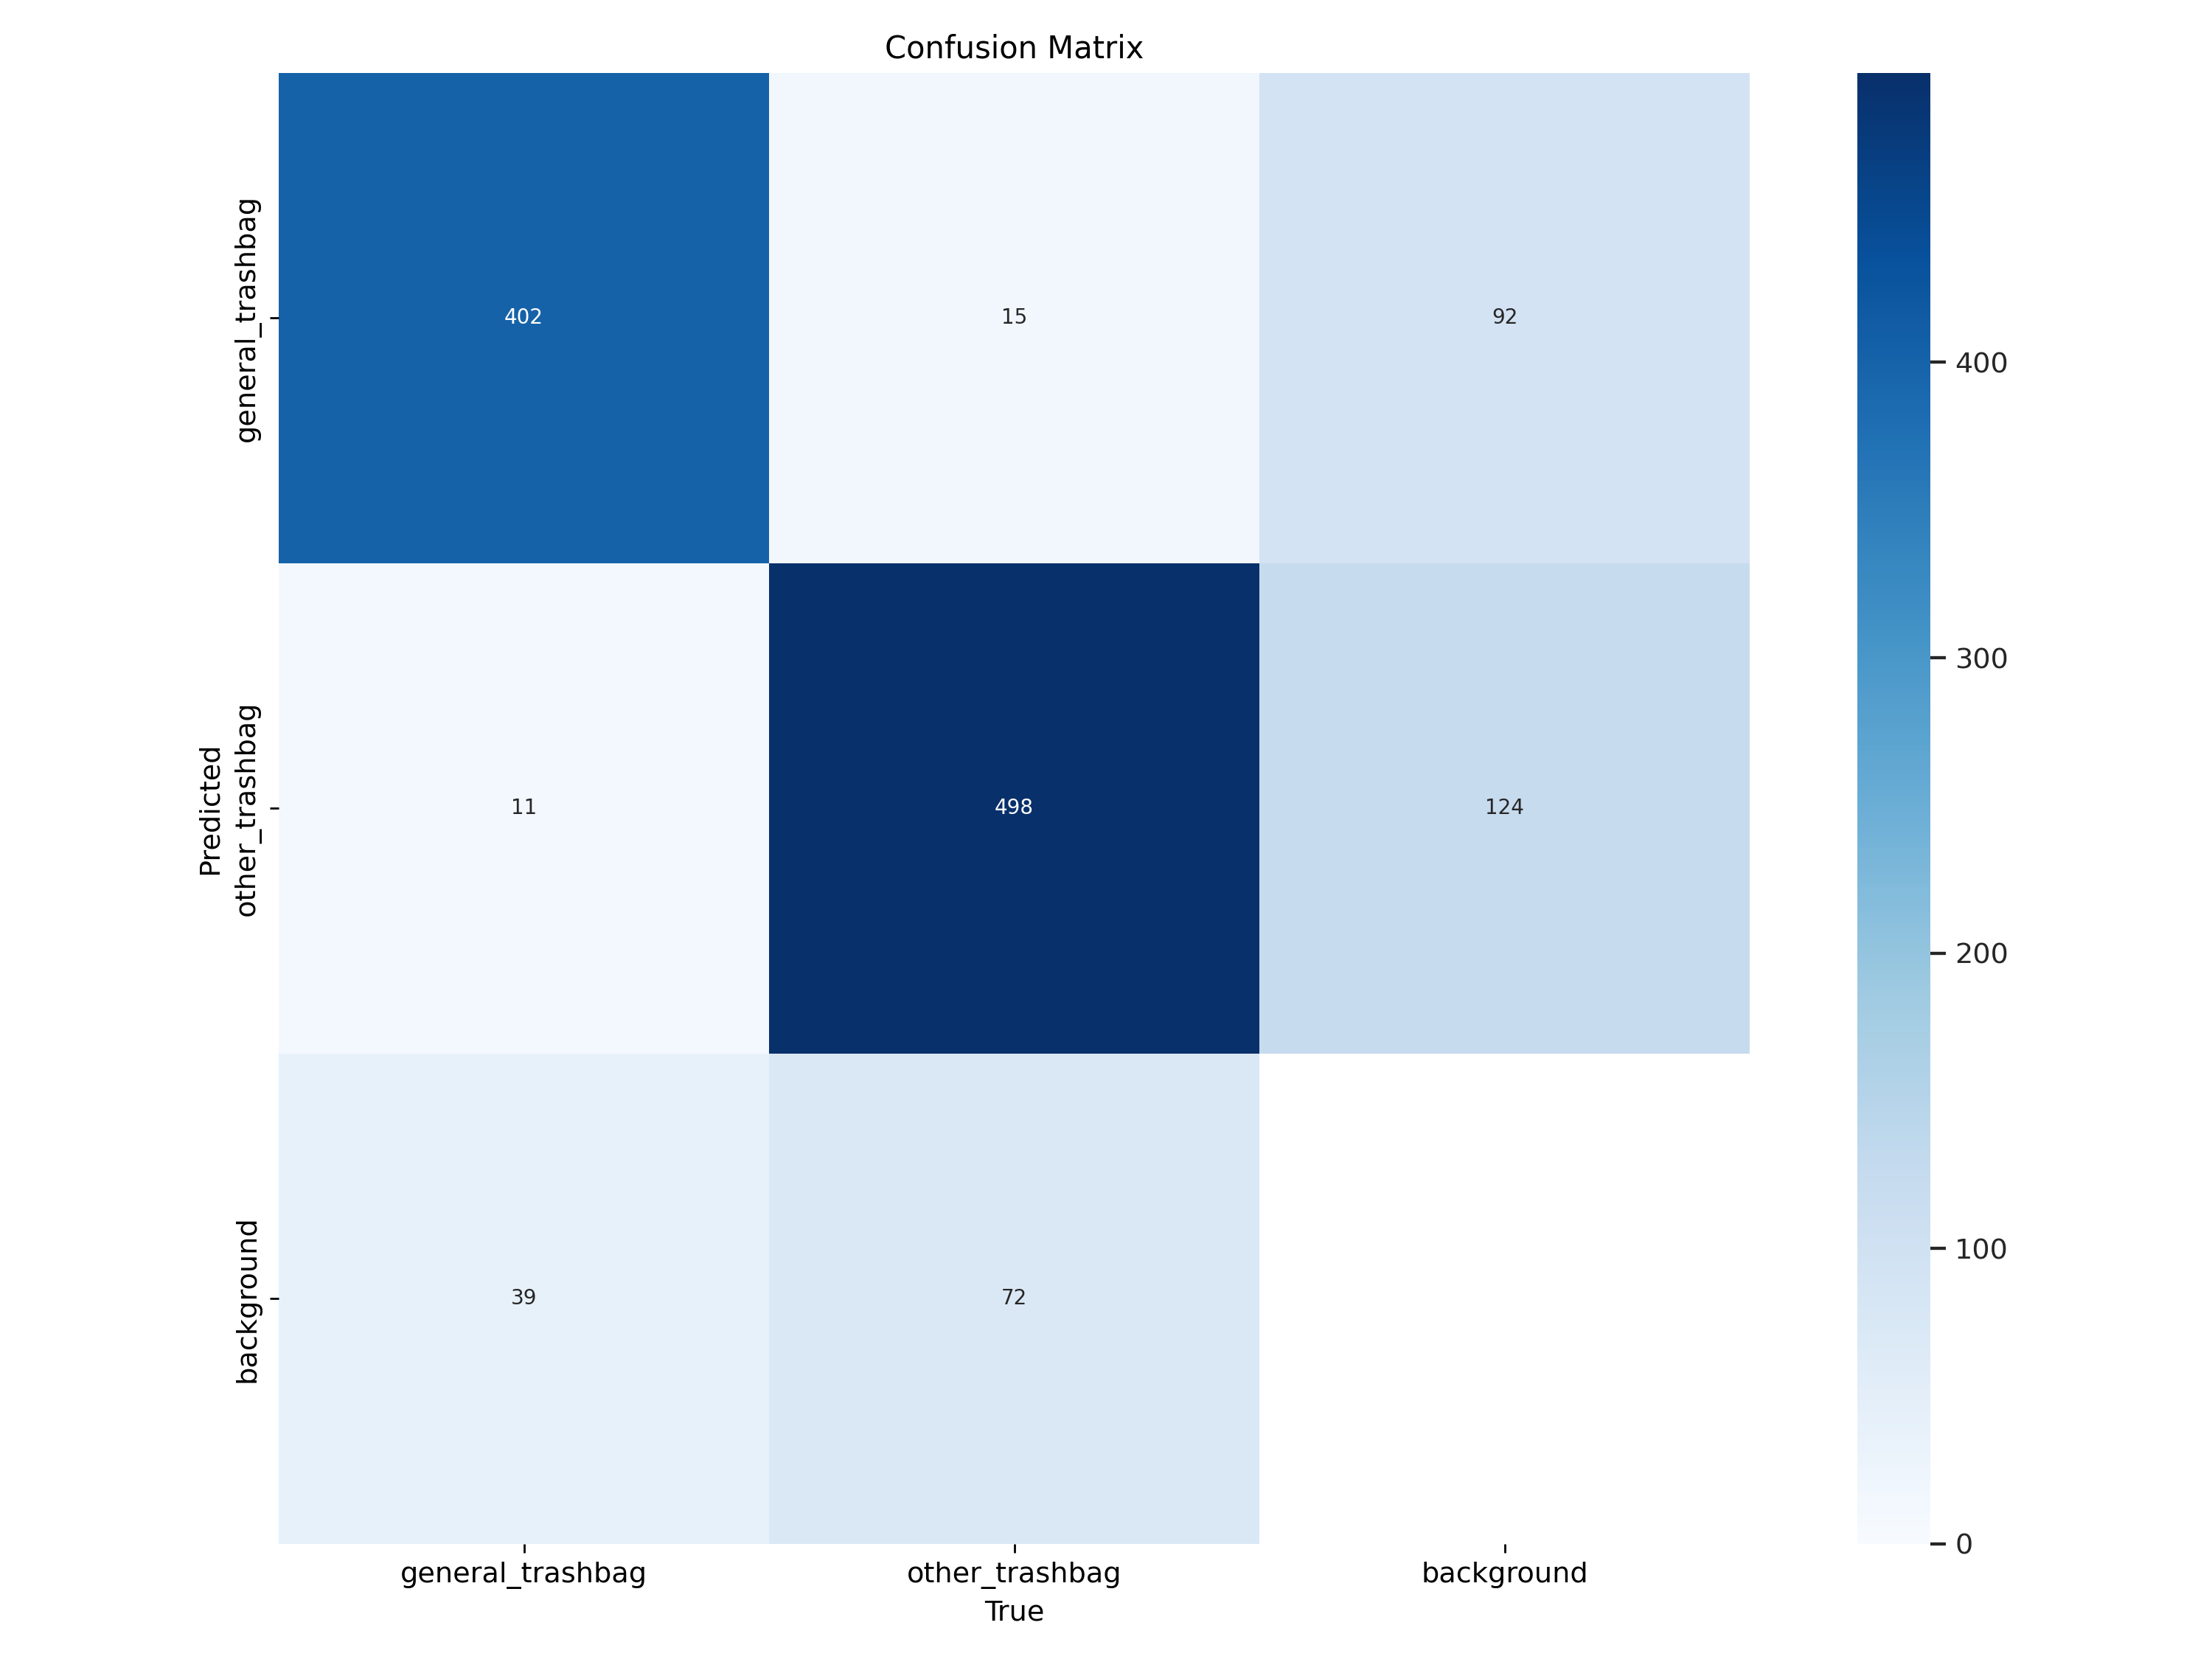 Confusion Matrix
general_trashbag
402
15
92
400
300
Predicted
other_trashbag
11
498
124
200
background
39
72
100
0
general_trashbag
other_trashbag
background
True